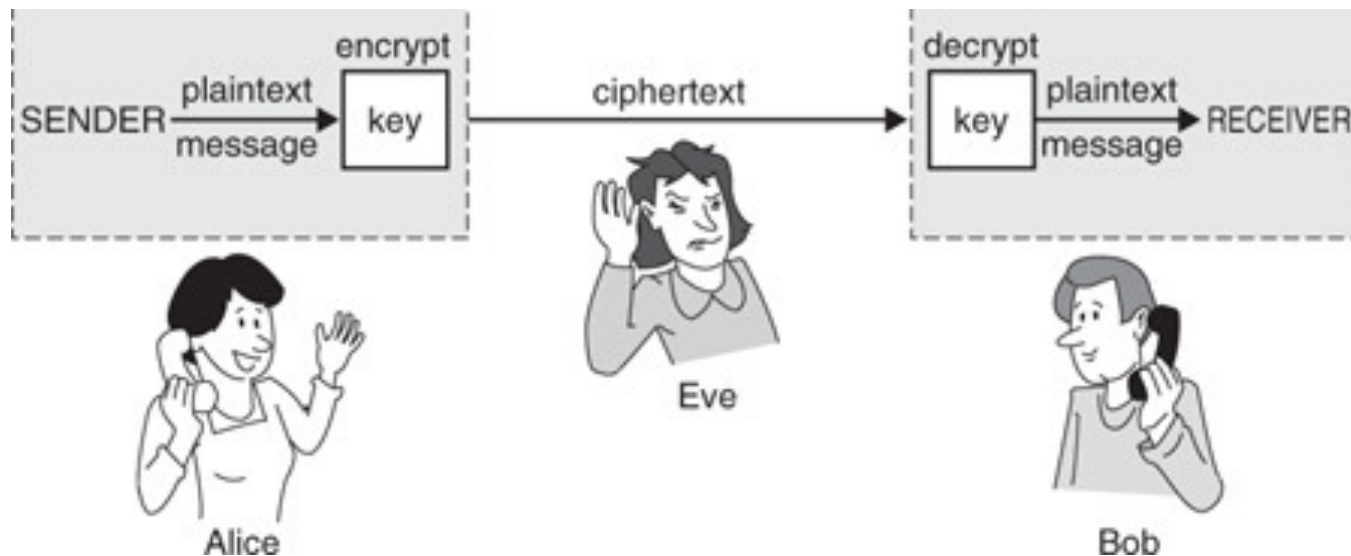 encrypt
decrypt
SENDER
plaintext
message
key
ciphertext
key
plaintext
message
RECEIVER
Eve
Alice
Bob